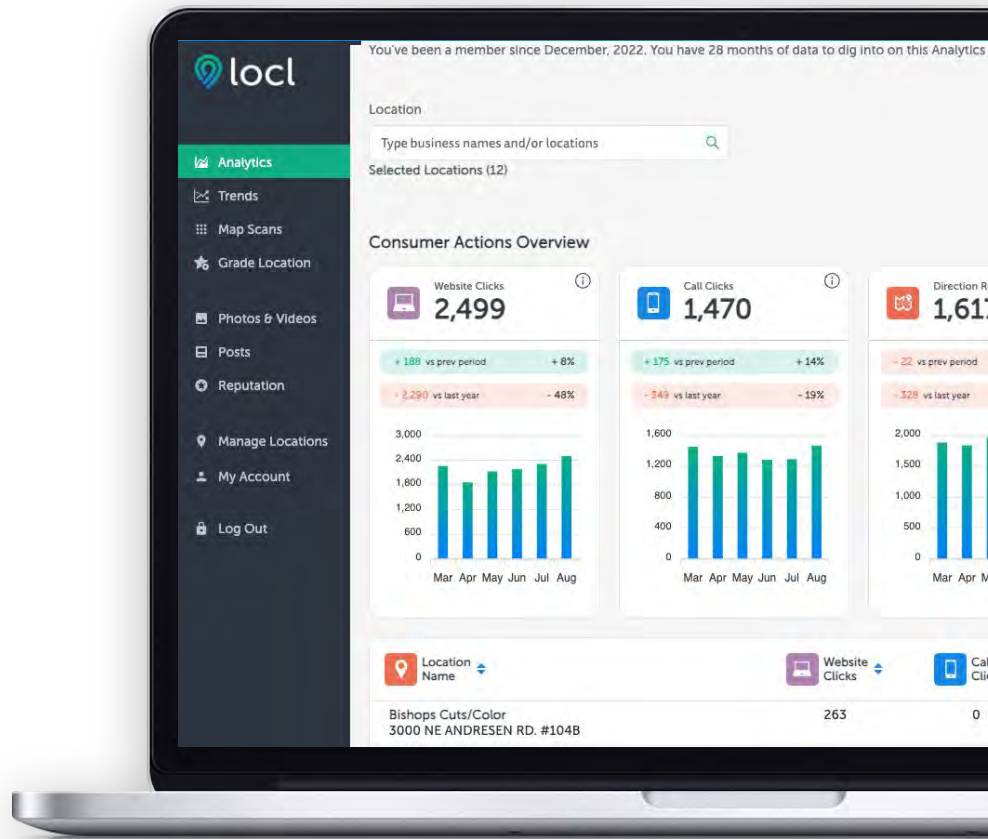 You've been a member since December, 2022. You have 28 months of data to dig into on this Analytics
locl
Location
Type business names and/or locations
Selected Locations (12)
Analytics
Trends
Map Scans
Grade Location
Photos & Videos
Posts
Reputation
Manage Locations
My Account
Log Out
Consumer Actions Overview
Website Clicks
2,499
+ 188 vs prev period + 8%
- 2,290 vs last year - 48%
3,000
2,400
1,800
1,200
600
0
Mar Apr May Jun Jul Aug
Call Clicks
1,470
+ 175 vs prev period + 14%
- 349 vs last year - 19%
1,600
1,200
800
400
0
Mar Apr May Jun Jul Aug
Direction
1,61
- 22 vs prev period
- 328 vs last year
2,000
1,500
1,000
500
0
Mar Apr
Location Name
Website Clicks
Bishops Cuts/Color
3000 NE ANDRESEN RD. #104B
263
0